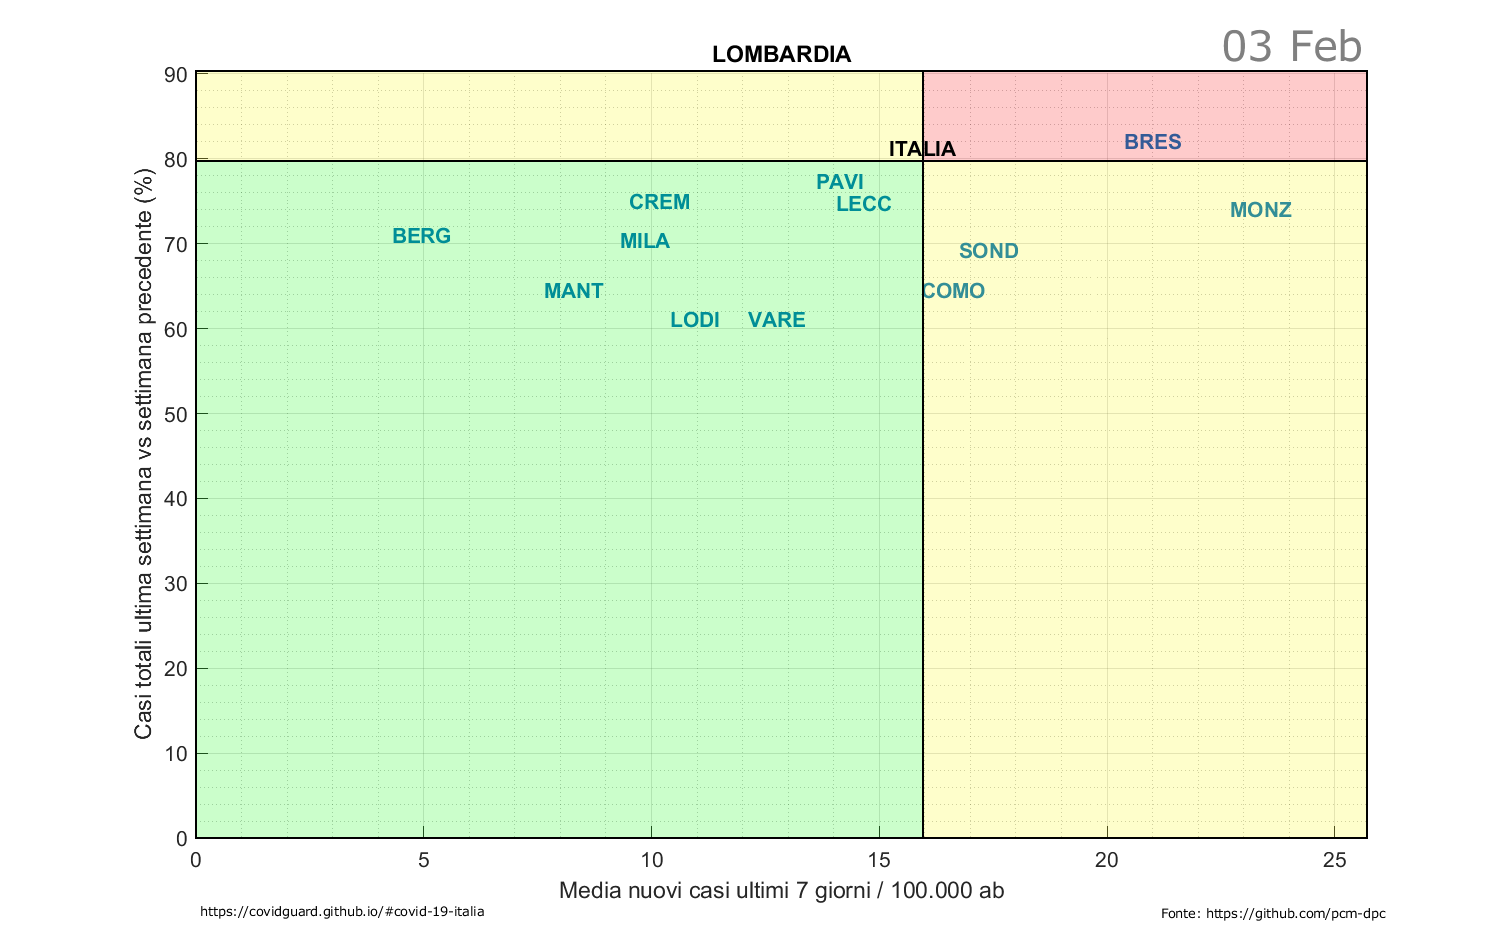 03 Feb
LOMBARDIA
90
80
70
60
50
40
30
20
10
0
Casi totali ultima settimana vs settimana precedente (%)
BRES
ITALIA
PAVI
CREM
LECC
MONZ
BERG
MILA
SOND
MANT
COMO
LODI
VARE
0
5
10
15
20
25
Media nuovi casi ultimi 7 giorni / 100.000 ab
https://covidguard.github.io/#covid-19-italia
Fonte: https://github.com/pcm-dpc